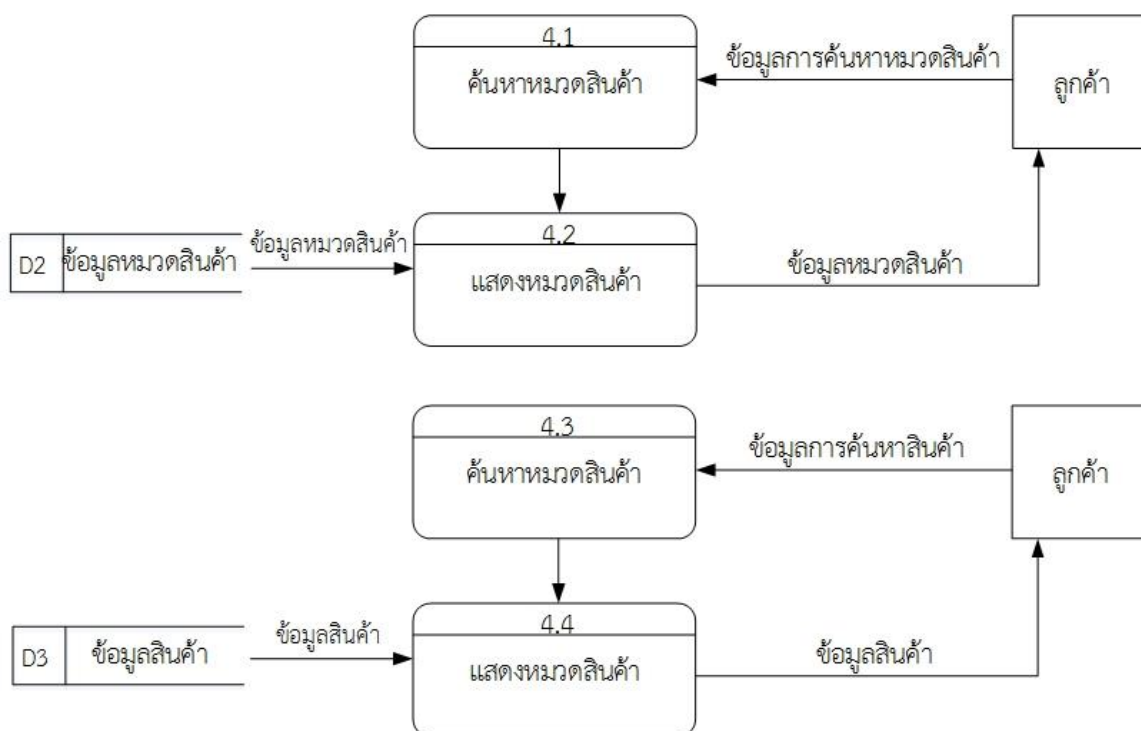 4.1
ค้นหาหมวดสินค้า
ข้อมูลการค้นหาหมวดสินค้า
ลูกค้า
D2
ข้อมูลหมวดสินค้า
ข้อมูลหมวดสินค้า
4.2
แสดงหมวดสินค้า
ข้อมูลหมวดสินค้า
4.3
ค้นหาหมวดสินค้า
ข้อมูลการค้นหาสินค้า
ลูกค้า
D3
ข้อมูลสินค้า
ข้อมูลสินค้า
4.4
แสดงหมวดสินค้า
ข้อมูลสินค้า